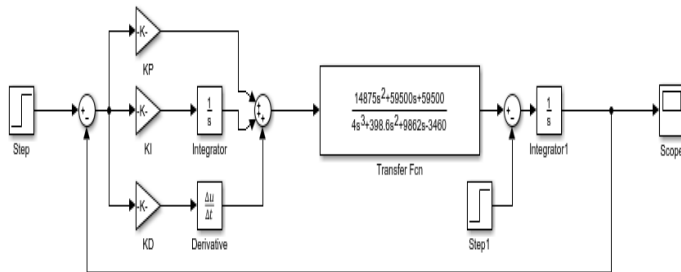 -K-
KP
14875s²+59500s+59500
4s³+398.6s²+9862s-3460
Transfer Fcn
Step
-K-
KI
1
s
Integrator
1
s
Integrator1
Scope
-K-
KD
Δu
Δt
Derivative
Step1